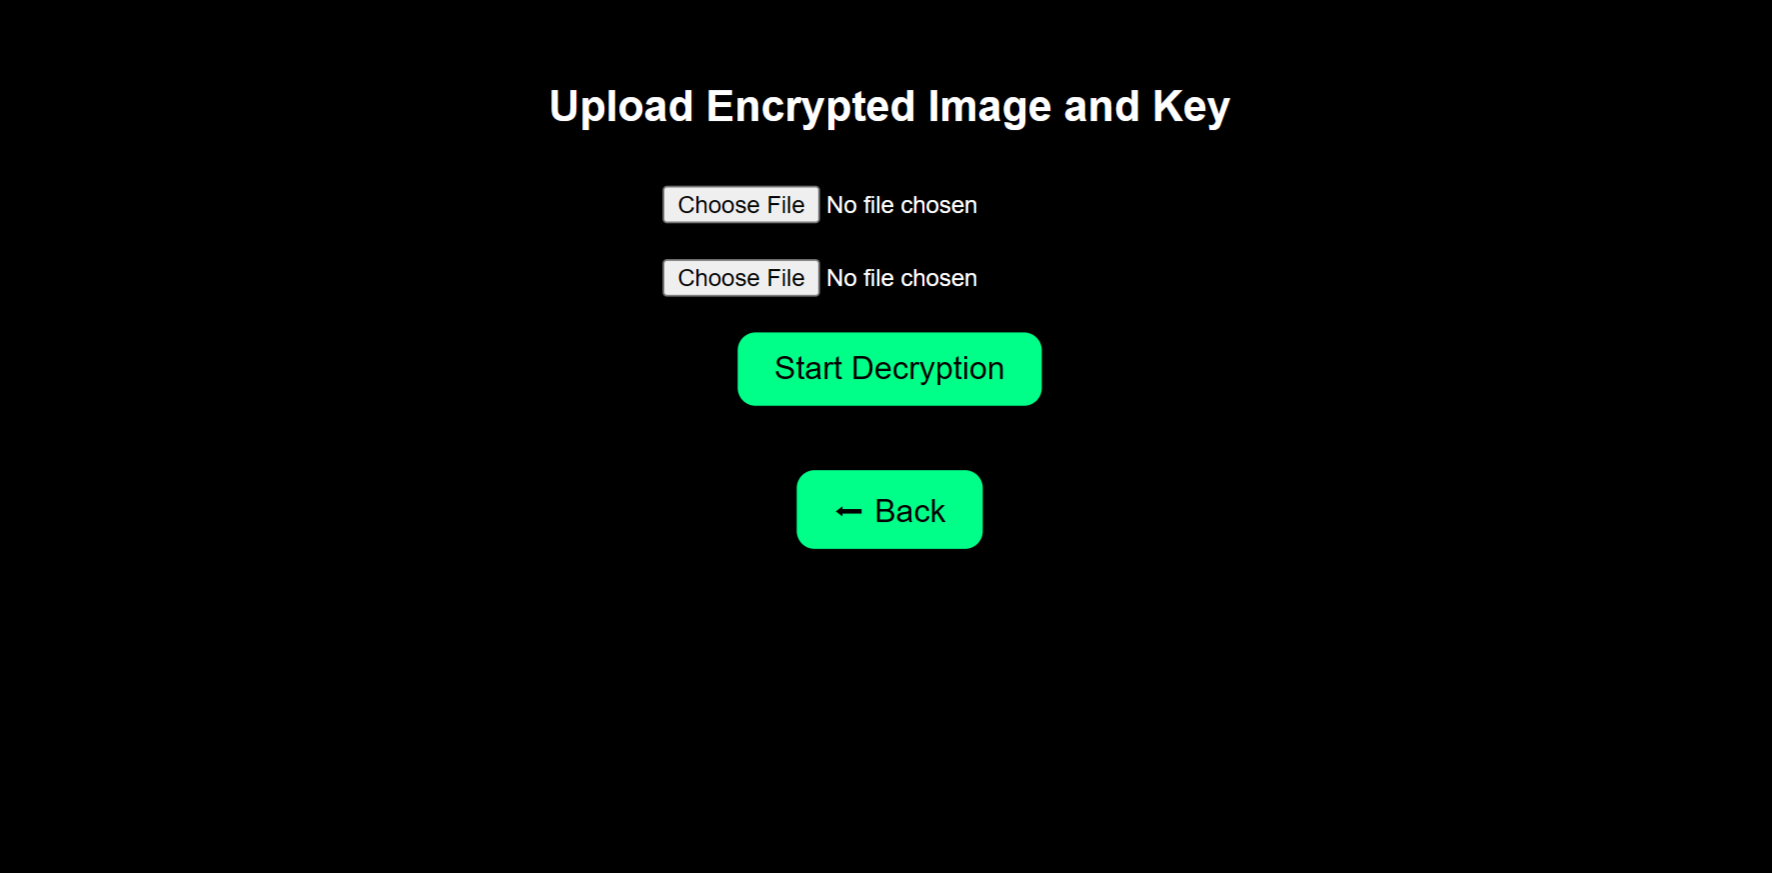 Upload Encrypted Image and Key
Choose File No file chosen
Choose File No file chosen
Start Decryption
← Back